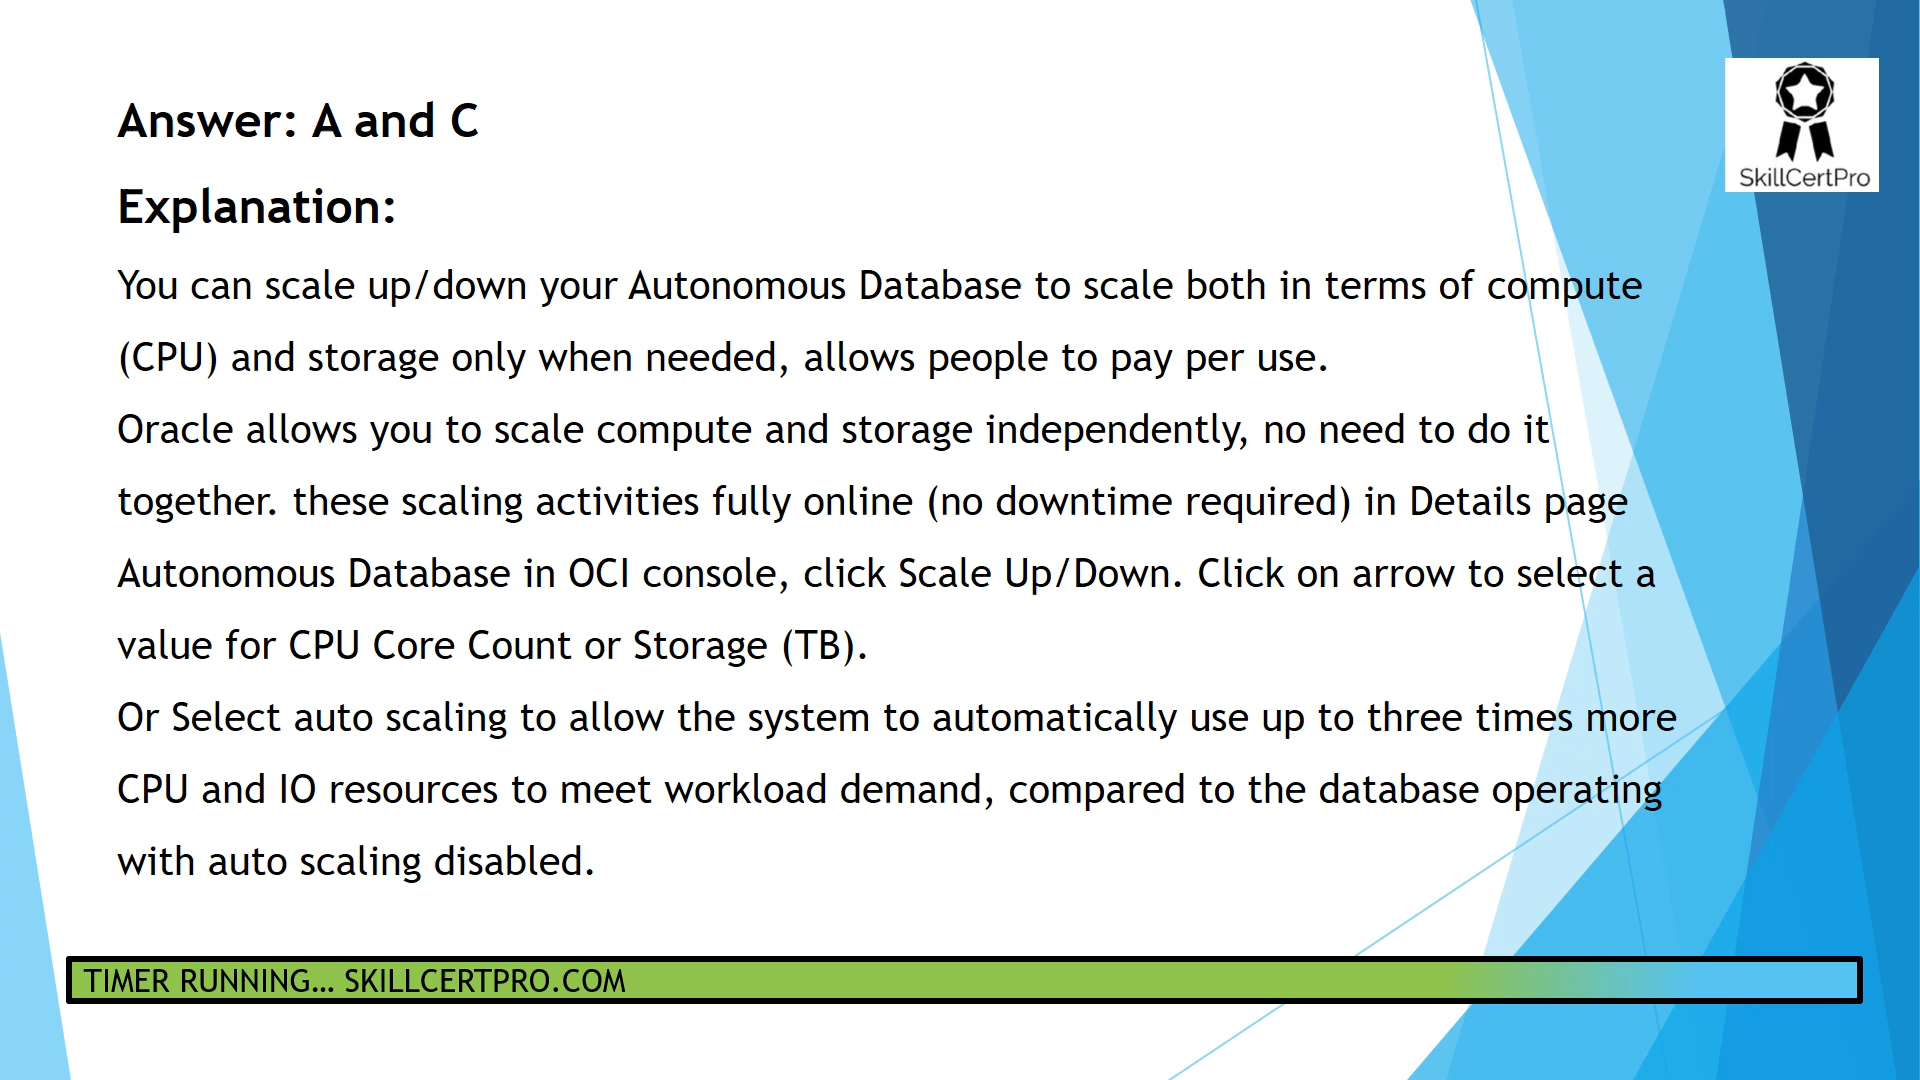 SkillCertPro
Answer: A and C
Explanation:
You can scale up/down your Autonomous Database to scale both in terms of compute
(CPU) and storage only when needed, allows people to pay per use.
Oracle allows you to scale compute and storage independently, no need to do it
together. these scaling activities fully online (no downtime required) in Details page
Autonomous Database in OCI console, click Scale Up/Down. Click on arrow to select a
value for CPU Core Count or Storage (TB).
Or Select auto scaling to allow the system to automatically use up to three times more
CPU and IO resources to meet workload demand, compared to the database operating
with auto scaling disabled.
TIMER RUNNING… SKILLCERTPRO.COM